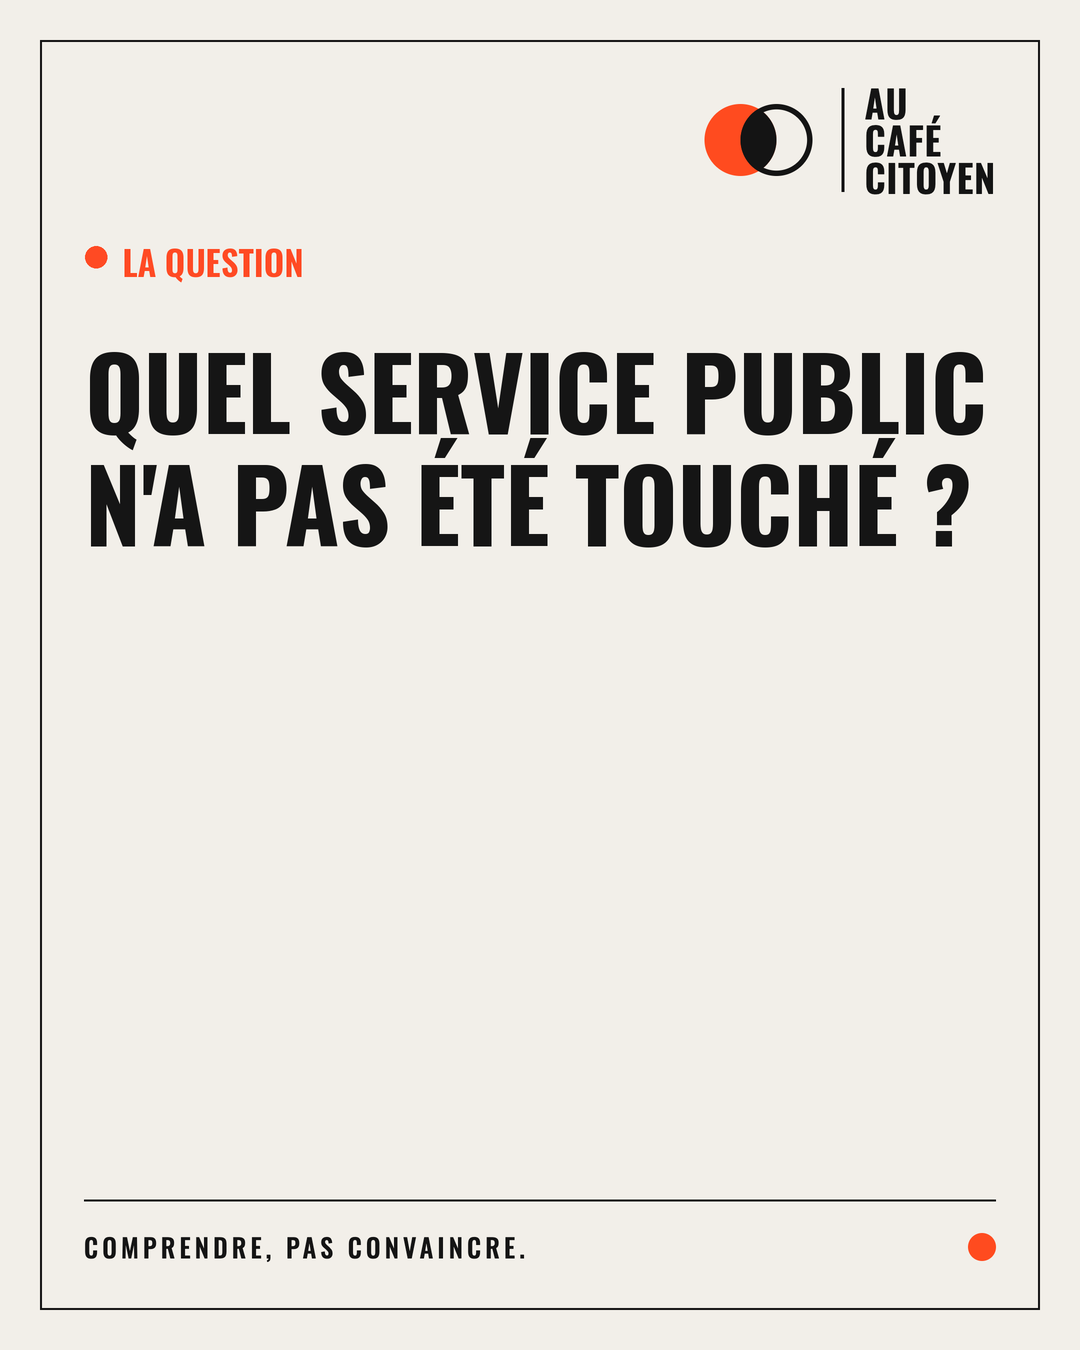 AU
CAFÉ
CITOYEN
LA QUESTION
QUEL SERVICE PUBLIC
N'A PAS ÉTÉ TOUCHÉ ?
COMPRENDRE, PAS CONVAINCRE.